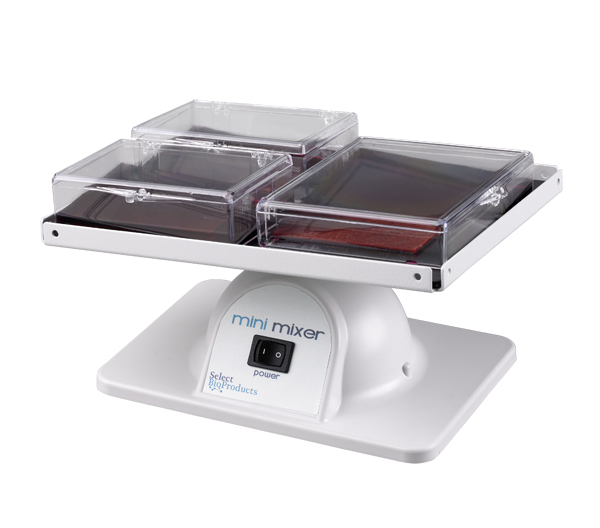 mini mixer
I O
power
Select
BioProducts